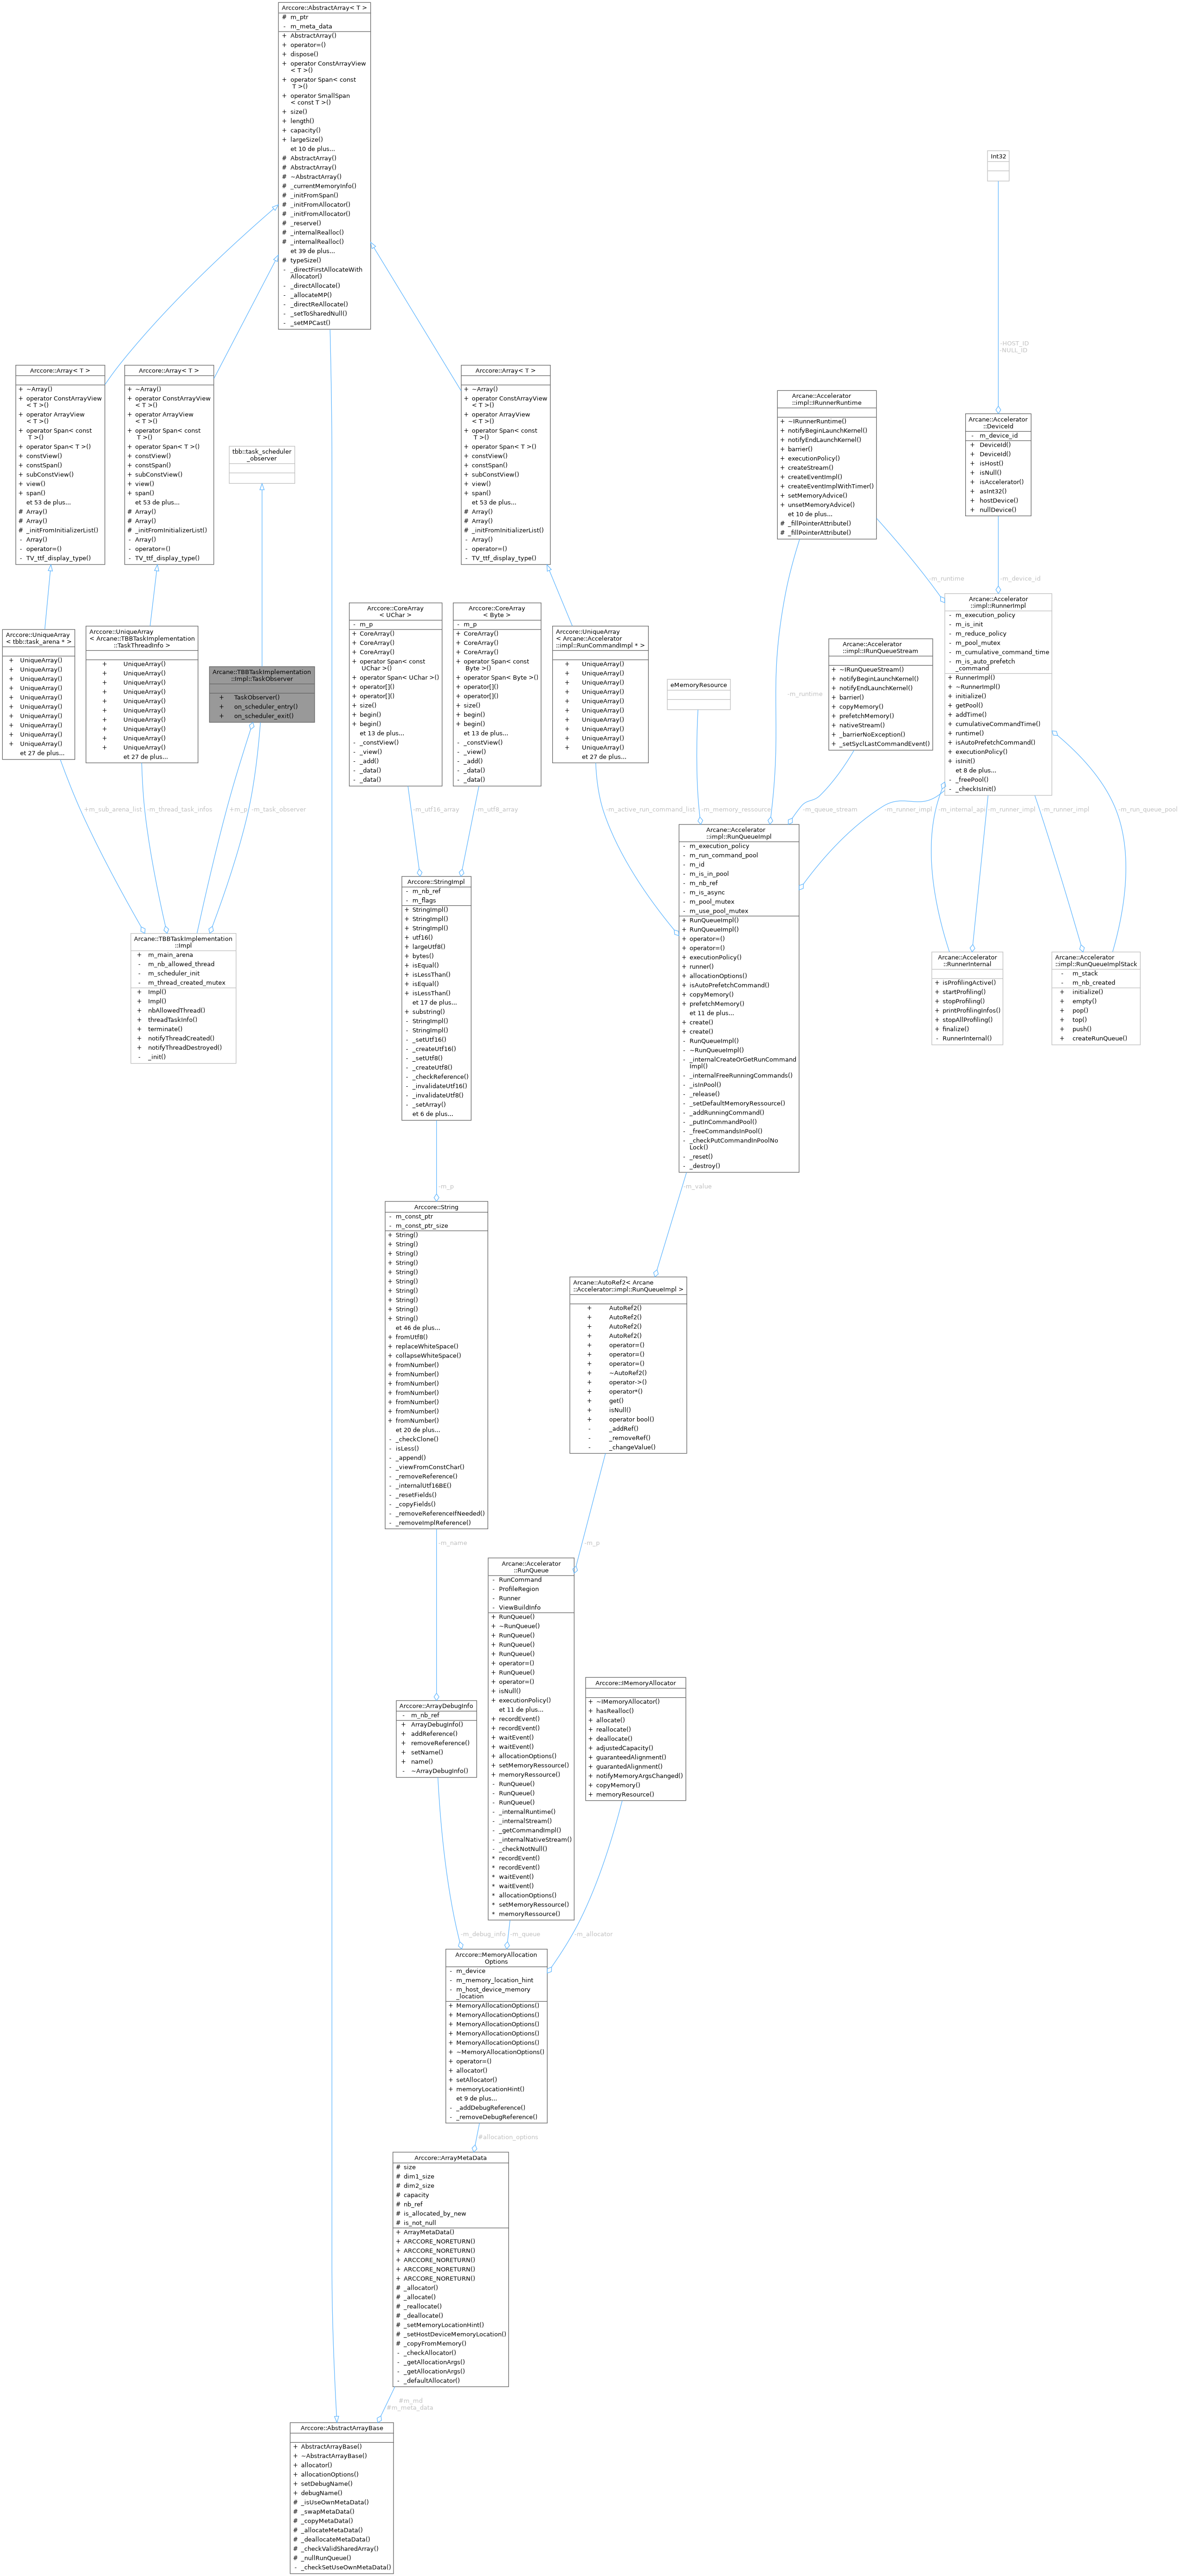 Arccore::AbstractArray< T >
# m_ptr
- m_meta_data
+ AbstractArray()
+ operator=()
+ dispose()
+ operator ConstArrayView
< T >()
+ operator Span< const
 T >()
+ operator SmallSpan
< const T >()
+ size()
+ length()
+ capacity()
+ largeSize()
et 10 de plus...
# AbstractArray()
# AbstractArray()
# ~AbstractArray()
# _currentMemoryInfo()
# _initFromSpan()
# _initFromAllocator()
# _initFromAllocator()
# _reserve()
# _internalRealloc()
# _internalRealloc()
et 39 de plus...
# typeSize()
- _directFirstAllocateWith
Allocator()
- _directAllocate()
- _allocateMP()
- _directReAllocate()
- _setToSharedNull()
- _setMPCast()
Int32
-HOST_ID
-NULL_ID
Arccore::Array< T >
+ ~Array()
+ operator ConstArrayView
< T >()
+ operator ArrayView
< T >()
+ operator Span< const
 T >()
+ operator Span< T >()
+ constView()
+ constSpan()
+ subConstView()
+ view()
+ span()
et 53 de plus...
# Array()
# Array()
# _initFromInitializerList()
- Array()
- operator=()
- TV_ttf_display_type()
Arccore::Array< T >
+ ~Array()
+ operator ConstArrayView
< T >()
+ operator ArrayView
< T >()
+ operator Span< const
 T >()
+ operator Span< T >()
+ constView()
+ constSpan()
+ subConstView()
+ view()
+ span()
et 53 de plus...
# Array()
# Array()
# _initFromInitializerList()
- Array()
- operator=()
- TV_ttf_display_type()
tbb::task_scheduler
_observer
Arccore::Array< T >
+ ~Array()
+ operator ConstArrayView
< T >()
+ operator ArrayView
< T >()
+ operator Span< const
 T >()
+ operator Span< T >()
+ constView()
+ constSpan()
+ subConstView()
+ view()
+ span()
et 53 de plus...
# Array()
# Array()
# _initFromInitializerList()
- Array()
- operator=()
- TV_ttf_display_type()
Arcane::Accelerator
::impl::IRunnerRuntime
+ ~IRunnerRuntime()
+ notifyBeginLaunchKernel()
+ notifyEndLaunchKernel()
+ barrier()
+ executionPolicy()
+ createStream()
+ createEventImpl()
+ createEventImplWithTimer()
+ setMemoryAdvice()
+ unsetMemoryAdvice()
et 10 de plus...
# _fillPointerAttribute()
# _fillPointerAttribute()
Arcane::Accelerator
::DeviceId
- m_device_id
+ DeviceId()
+ DeviceId()
+ isHost()
+ isNull()
+ isAccelerator()
+ asInt32()
+ hostDevice()
+ nullDevice()
-m_runtime
-m_device_id
Arccore::UniqueArray
< tbb::task_arena * >
+ UniqueArray()
+ UniqueArray()
+ UniqueArray()
+ UniqueArray()
+ UniqueArray()
+ UniqueArray()
+ UniqueArray()
+ UniqueArray()
+ UniqueArray()
+ UniqueArray()
et 27 de plus...
Arccore::UniqueArray
< Arcane::TBBTaskImplementation
::TaskThreadInfo >
+ UniqueArray()
+ UniqueArray()
+ UniqueArray()
+ UniqueArray()
+ UniqueArray()
+ UniqueArray()
+ UniqueArray()
+ UniqueArray()
+ UniqueArray()
+ UniqueArray()
et 27 de plus...
Arcane::TBBTaskImplementation
::Impl::TaskObserver
+ TaskObserver()
+ on_scheduler_entry()
+ on_scheduler_exit()
Arccore::CoreArray
< UChar >
- m_p
+ CoreArray()
+ CoreArray()
+ CoreArray()
+ operator Span< const
 UChar >()
+ operator Span< UChar >()
+ operator[]()
+ operator[]()
+ size()
+ begin()
+ begin()
et 13 de plus...
- _constView()
- _view()
- _add()
- _data()
- _data()
Arccore::CoreArray
< Byte >
- m_p
+ CoreArray()
+ CoreArray()
+ CoreArray()
+ operator Span< const
 Byte >()
+ operator Span< Byte >()
+ operator[]()
+ operator[]()
+ size()
+ begin()
+ begin()
et 13 de plus...
- _constView()
- _view()
- _add()
- _data()
- _data()
Arccore::UniqueArray
< Arcane::Accelerator
::impl::RunCommandImpl * >
+ UniqueArray()
+ UniqueArray()
+ UniqueArray()
+ UniqueArray()
+ UniqueArray()
+ UniqueArray()
+ UniqueArray()
+ UniqueArray()
+ UniqueArray()
+ UniqueArray()
et 27 de plus...
eMemoryResource
-m_runtime
Arcane::Accelerator
::impl::IRunQueueStream
+ ~IRunQueueStream()
+ notifyBeginLaunchKernel()
+ notifyEndLaunchKernel()
+ barrier()
+ copyMemory()
+ prefetchMemory()
+ nativeStream()
+ _barrierNoException()
+ _setSyclLastCommandEvent()
Arcane::Accelerator
::impl::RunnerImpl
- m_execution_policy
- m_is_init
- m_reduce_policy
- m_pool_mutex
- m_cumulative_command_time
- m_is_auto_prefetch
_command
+ RunnerImpl()
+ ~RunnerImpl()
+ initialize()
+ getPool()
+ addTime()
+ cumulativeCommandTime()
+ runtime()
+ isAutoPrefetchCommand()
+ executionPolicy()
+ isInit()
et 8 de plus...
- _freePool()
- _checkIsInit()
+m_sub_arena_list
-m_thread_task_infos
+m_p
-m_task_observer
-m_utf16_array
-m_utf8_array
-m_active_run_command_list
-m_memory_ressource
-m_queue_stream
-m_runner_impl
-m_internal_api
-m_runner_impl
-m_runner_impl
-m_run_queue_pool
Arcane::TBBTaskImplementation
::Impl
+ m_main_arena
- m_nb_allowed_thread
- m_scheduler_init
- m_thread_created_mutex
+ Impl()
+ Impl()
+ nbAllowedThread()
+ threadTaskInfo()
+ terminate()
+ notifyThreadCreated()
+ notifyThreadDestroyed()
- _init()
Arccore::StringImpl
- m_nb_ref
- m_flags
+ StringImpl()
+ StringImpl()
+ StringImpl()
+ utf16()
+ largeUtf8()
+ bytes()
+ isEqual()
+ isLessThan()
+ isEqual()
+ isLessThan()
et 17 de plus...
+ substring()
- StringImpl()
- StringImpl()
- _setUtf16()
- _createUtf16()
- _setUtf8()
- _createUtf8()
- _checkReference()
- _invalidateUtf16()
- _invalidateUtf8()
- _setArray()
et 6 de plus...
Arcane::Accelerator
::impl::RunQueueImpl
- m_execution_policy
- m_run_command_pool
- m_id
- m_is_in_pool
- m_nb_ref
- m_is_async
- m_pool_mutex
- m_use_pool_mutex
+ RunQueueImpl()
+ RunQueueImpl()
+ operator=()
+ operator=()
+ executionPolicy()
+ runner()
+ allocationOptions()
+ isAutoPrefetchCommand()
+ copyMemory()
+ prefetchMemory()
et 11 de plus...
+ create()
+ create()
- RunQueueImpl()
- ~RunQueueImpl()
- _internalCreateOrGetRunCommand
Impl()
- _internalFreeRunningCommands()
- _isInPool()
- _release()
- _setDefaultMemoryRessource()
- _addRunningCommand()
- _putInCommandPool()
- _freeCommandsInPool()
- _checkPutCommandInPoolNo
Lock()
- _reset()
- _destroy()
Arcane::Accelerator
::RunnerInternal
+ isProfilingActive()
+ startProfiling()
+ stopProfiling()
+ printProfilingInfos()
+ stopAllProfiling()
+ finalize()
- RunnerInternal()
Arcane::Accelerator
::impl::RunQueueImplStack
- m_stack
- m_nb_created
+ initialize()
+ empty()
+ pop()
+ top()
+ push()
+ createRunQueue()
-m_p
-m_value
Arccore::String
- m_const_ptr
- m_const_ptr_size
+ String()
+ String()
+ String()
+ String()
+ String()
+ String()
+ String()
+ String()
+ String()
+ String()
et 46 de plus...
+ fromUtf8()
+ replaceWhiteSpace()
+ collapseWhiteSpace()
+ fromNumber()
+ fromNumber()
+ fromNumber()
+ fromNumber()
+ fromNumber()
+ fromNumber()
+ fromNumber()
et 20 de plus...
- _checkClone()
- isLess()
- _append()
- _viewFromConstChar()
- _removeReference()
- _internalUtf16BE()
- _resetFields()
- _copyFields()
- _removeReferenceIfNeeded()
- _removeImplReference()
Arcane::AutoRef2< Arcane
::Accelerator::impl::RunQueueImpl >
+ AutoRef2()
+ AutoRef2()
+ AutoRef2()
+ AutoRef2()
+ operator=()
+ operator=()
+ operator=()
+ ~AutoRef2()
+ operator->()
+ operator*()
+ get()
+ isNull()
+ operator bool()
- _addRef()
- _removeRef()
- _changeValue()
-m_name
-m_p
Arcane::Accelerator
::RunQueue
- RunCommand
- ProfileRegion
- Runner
- ViewBuildInfo
+ RunQueue()
+ ~RunQueue()
+ RunQueue()
+ RunQueue()
+ RunQueue()
+ operator=()
+ RunQueue()
+ operator=()
+ isNull()
+ executionPolicy()
et 11 de plus...
+ recordEvent()
+ recordEvent()
+ waitEvent()
+ waitEvent()
+ allocationOptions()
+ setMemoryRessource()
+ memoryRessource()
- RunQueue()
- RunQueue()
- RunQueue()
- _internalRuntime()
- _internalStream()
- _getCommandImpl()
- _internalNativeStream()
- _checkNotNull()
* recordEvent()
* recordEvent()
* waitEvent()
* waitEvent()
* allocationOptions()
* setMemoryRessource()
* memoryRessource()
Arccore::ArrayDebugInfo
- m_nb_ref
+ ArrayDebugInfo()
+ addReference()
+ removeReference()
+ setName()
+ name()
- ~ArrayDebugInfo()
Arccore::IMemoryAllocator
+ ~IMemoryAllocator()
+ hasRealloc()
+ allocate()
+ reallocate()
+ deallocate()
+ adjustedCapacity()
+ guaranteedAlignment()
+ guarantedAlignment()
+ notifyMemoryArgsChanged()
+ copyMemory()
+ memoryResource()
-m_debug_info
-m_queue
-m_allocator
Arccore::MemoryAllocation
Options
- m_device
- m_memory_location_hint
- m_host_device_memory
_location
+ MemoryAllocationOptions()
+ MemoryAllocationOptions()
+ MemoryAllocationOptions()
+ MemoryAllocationOptions()
+ MemoryAllocationOptions()
+ ~MemoryAllocationOptions()
+ operator=()
+ allocator()
+ setAllocator()
+ memoryLocationHint()
et 9 de plus...
- _addDebugReference()
- _removeDebugReference()
#allocation_options
Arccore::ArrayMetaData
# size
# dim1_size
# dim2_size
# capacity
# nb_ref
# is_allocated_by_new
# is_not_null
+ ArrayMetaData()
+ ARCCORE_NORETURN()
+ ARCCORE_NORETURN()
+ ARCCORE_NORETURN()
+ ARCCORE_NORETURN()
+ ARCCORE_NORETURN()
# _allocator()
# _allocate()
# _reallocate()
# _deallocate()
# _setMemoryLocationHint()
# _setHostDeviceMemoryLocation()
# _copyFromMemory()
- _checkAllocator()
- _getAllocationArgs()
- _getAllocationArgs()
- _defaultAllocator()
#m_md
#m_meta_data
Arccore::AbstractArrayBase
+ AbstractArrayBase()
+ ~AbstractArrayBase()
+ allocator()
+ allocationOptions()
+ setDebugName()
+ debugName()
# _isUseOwnMetaData()
# _swapMetaData()
# _copyMetaData()
# _allocateMetaData()
# _deallocateMetaData()
# _checkValidSharedArray()
# _nullRunQueue()
- _checkSetUseOwnMetaData()